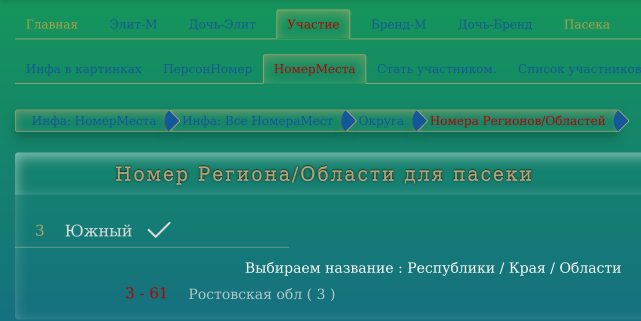 Главная Элит-М Дочь-Элит Участие Бренд-М Дочь-Бренд Пасека
Инфа в картинках ПерсонНомер НомерМеста Стать участником. Список участников
Инфа: НомерМеста Инфа: Все НомераМест Округа Номера Регионов/Областей
Номер Региона/Области для пасеки
3 Южный
Выбираем название : Республики / Края / Области
3 - 61 Ростовская обл ( 3 )